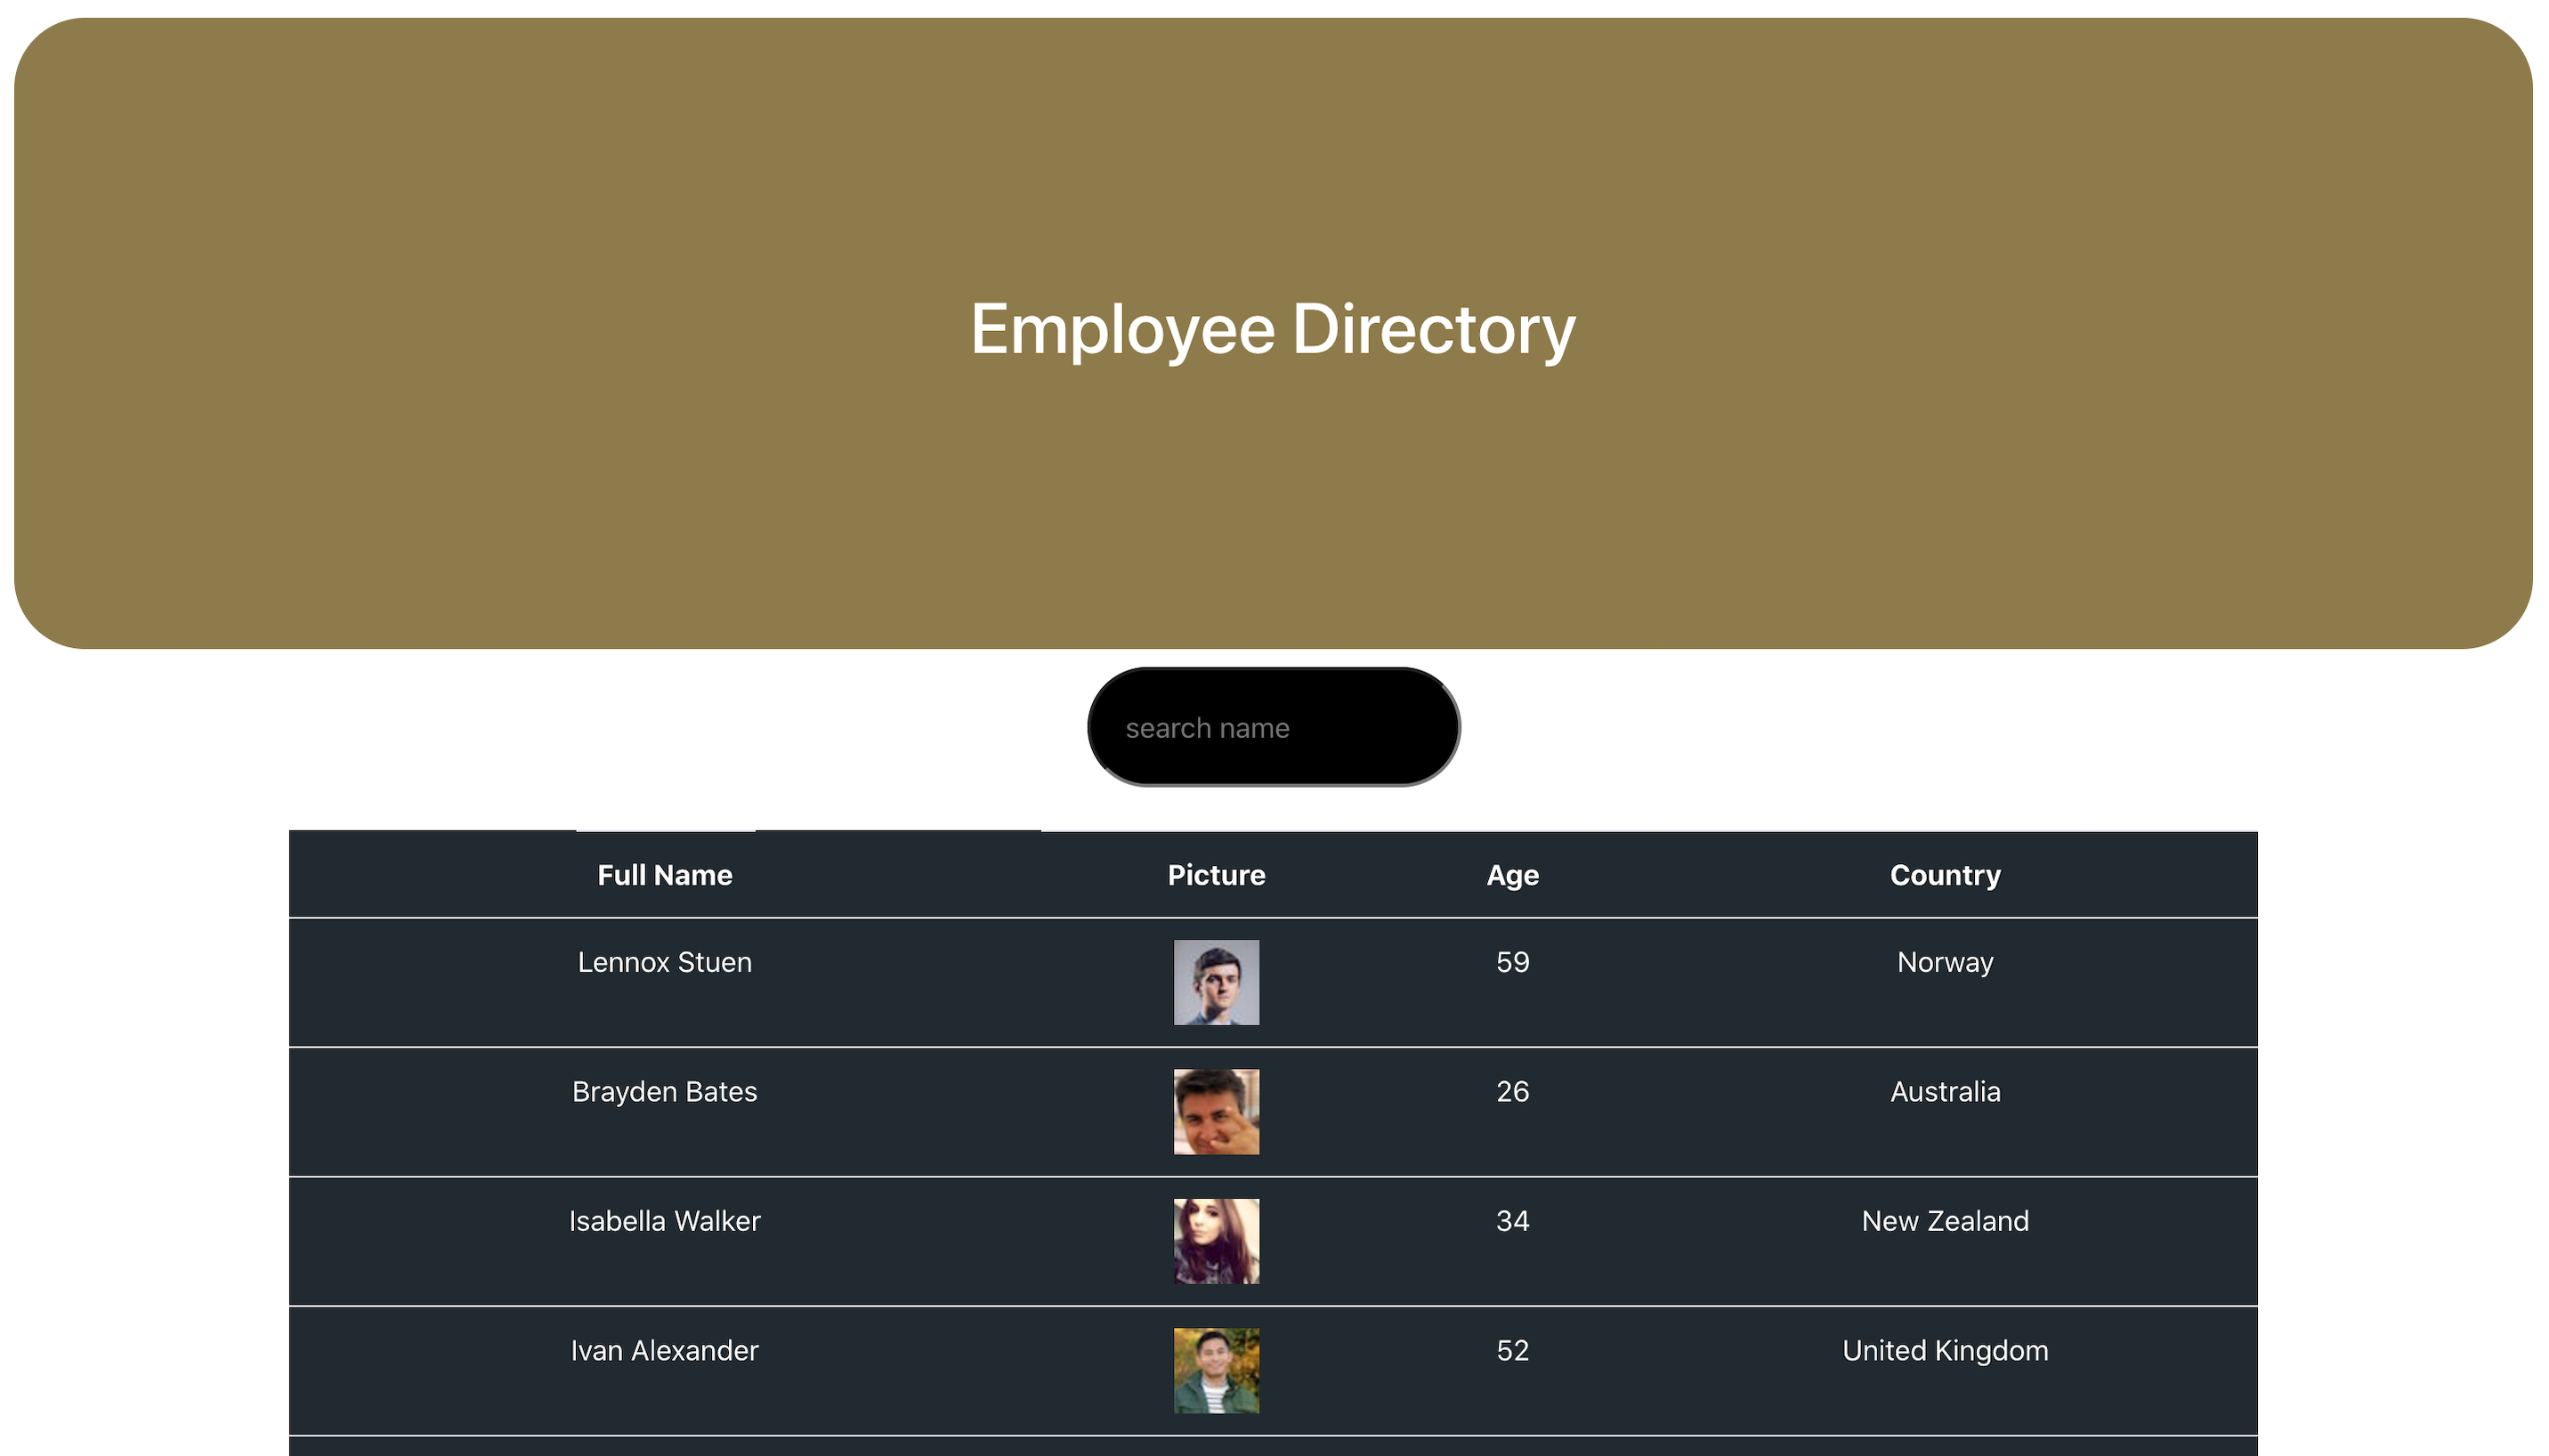 Employee Directory
search name
Full Name Picture Age Country
Lennox Stuen 59 Norway
Brayden Bates 26 Australia
Isabella Walker 34 New Zealand
Ivan Alexander 52 United Kingdom